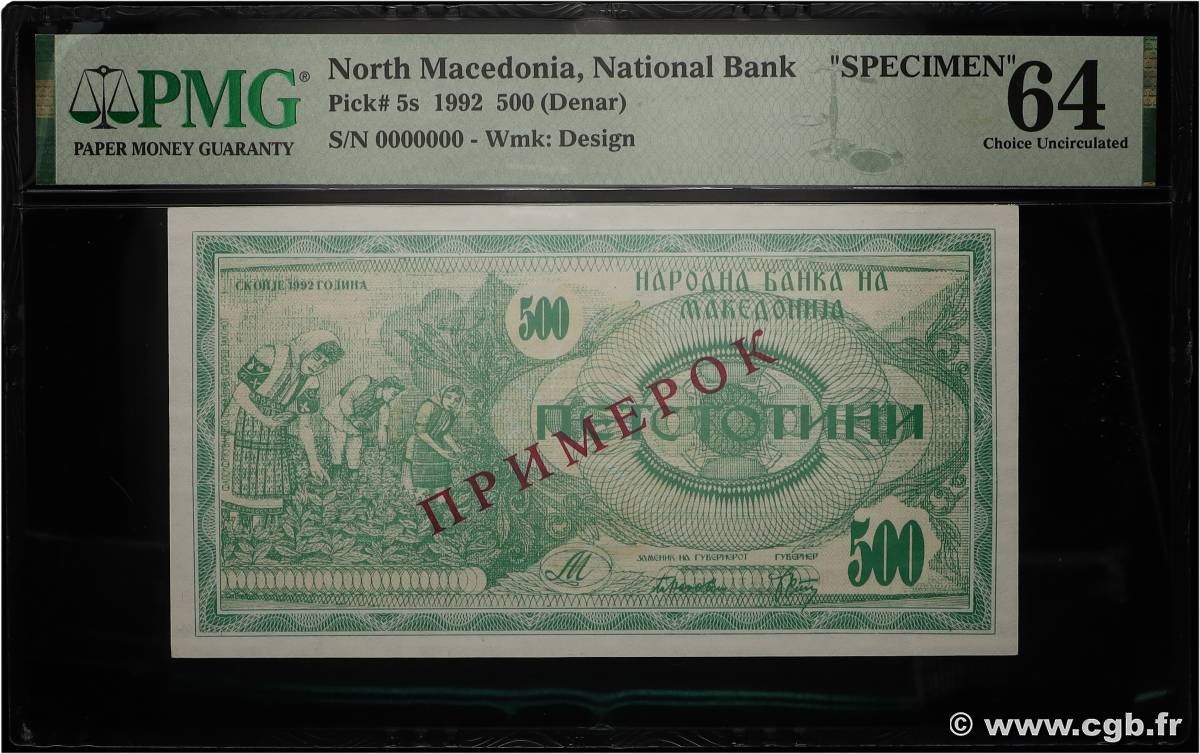 PMG®
PAPER MONEY GUARANTY
North Macedonia, National Bank
Pick# 5s 1992 500 (Denar)
S/N 0000000 - Wmk: Design
"SPECIMEN"
64
Choice Uncirculated
СКОПЈЕ 1992 ГОДИНА
500
НАРОДНА БАНКА НА
МАКЕДОНИЈА
ПРИМЕРОК
ПЕТСТОТИНИ
ЗАМЕНИК НА ГУВЕРНЕРОТ ГУВЕРНЕР
М
500
© www.cgb.fr